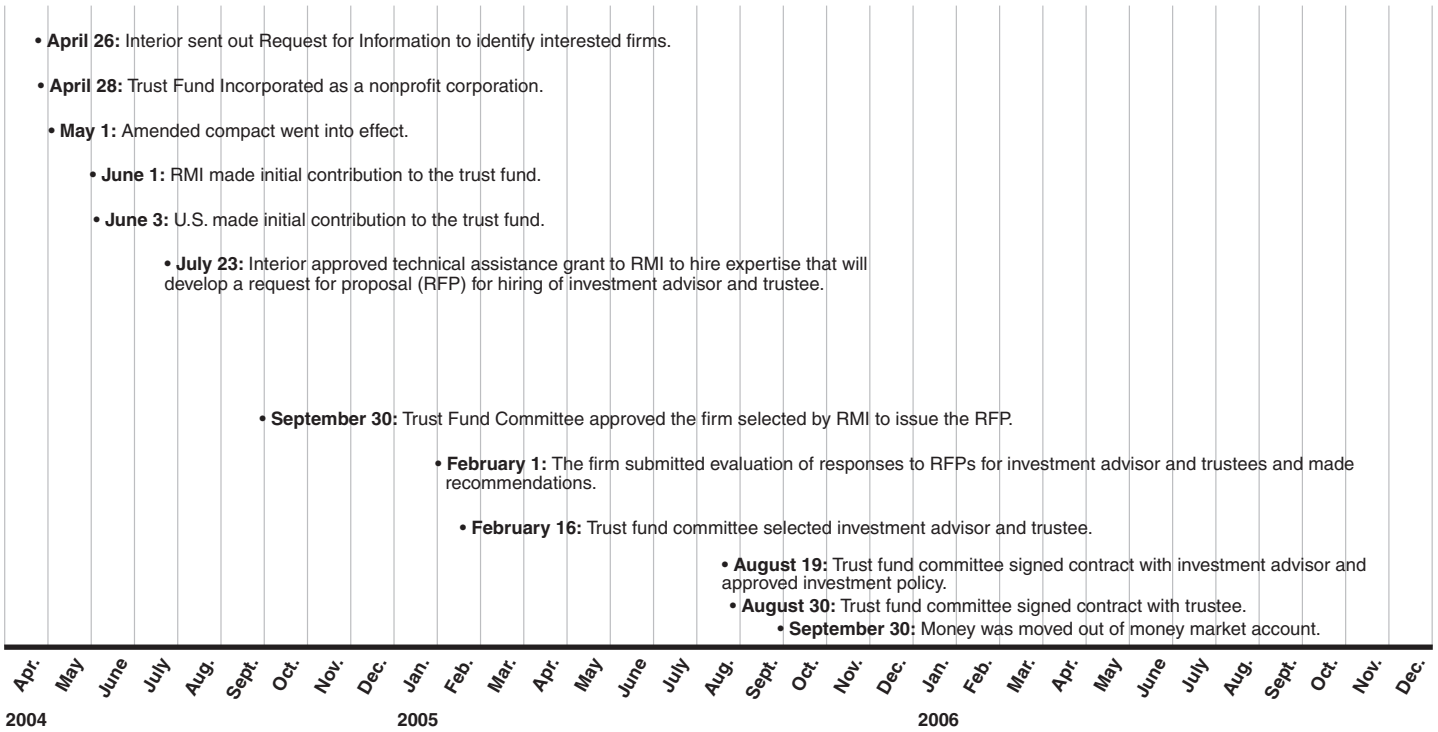 • April 26: Interior sent out Request for Information to identify interested firms.
• April 28: Trust Fund Incorporated as a nonprofit corporation.
• May 1: Amended compact went into effect.
• June 1: RMI made initial contribution to the trust fund.
• June 3: U.S. made initial contribution to the trust fund.
• July 23: Interior approved technical assistance grant to RMI to hire expertise that will
develop a request for proposal (RFP) for hiring of investment advisor and trustee.
• September 30: Trust Fund Committee approved the firm selected by RMI to issue the RFP.
• February 1: The firm submitted evaluation of responses to RFPs for investment advisor and trustees and made
recommendations.
• February 16: Trust fund committee selected investment advisor and trustee.
• August 19: Trust fund committee signed contract with investment advisor and
approved investment policy.
• August 30: Trust fund committee signed contract with trustee.
• September 30: Money was moved out of money market account.
Apr. May June July Aug. Sept. Oct. Nov. Dec. Jan. Feb. Mar. Apr. May June July Aug. Sept. Oct. Nov. Dec. Jan. Feb. Mar. Apr. May June July Aug. Sept. Oct. Nov. Dec.
2004 2005 2006